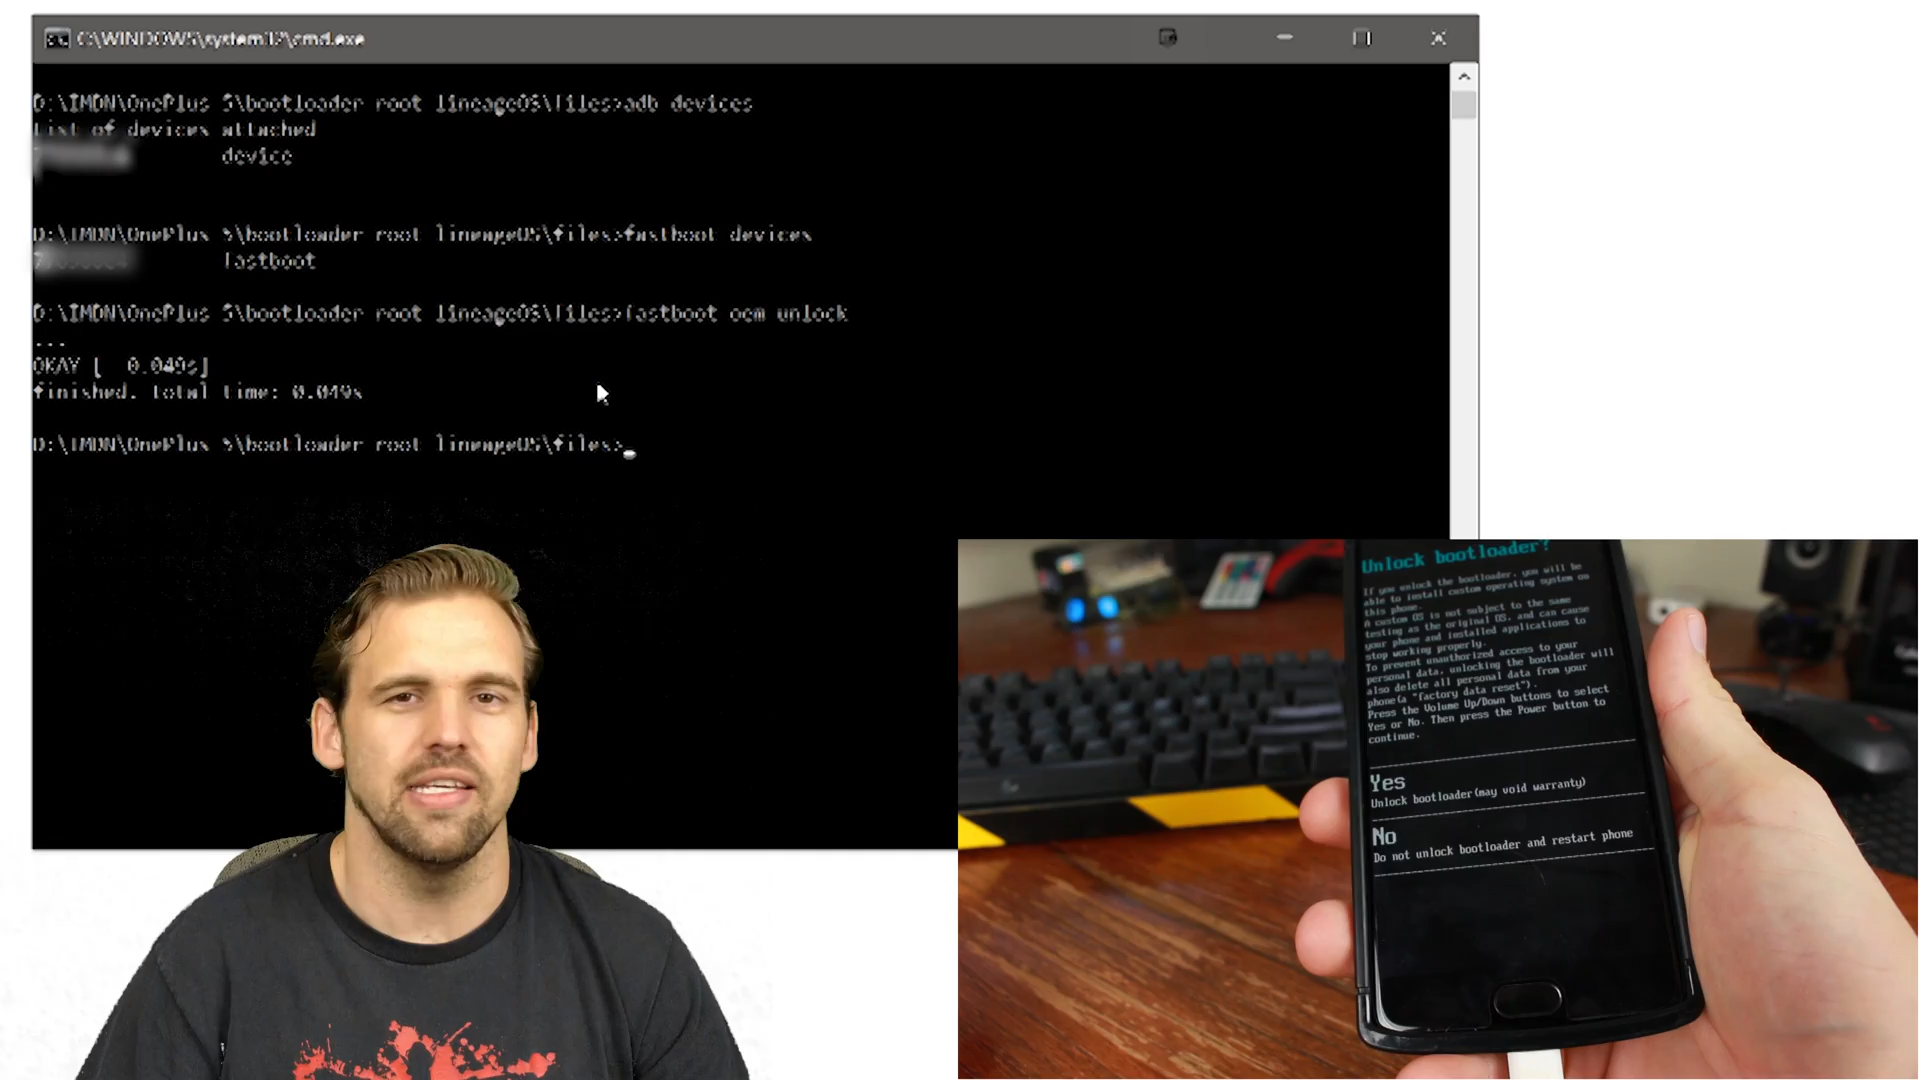 C:\WINDOWS\system32\cmd.exe
D:\IMDN\OnePlus 5\bootloader root lineageOS\files>adb devices
List of devices attached
device
D:\IMDN\OnePlus 5\bootloader root lineageOS\files>fastboot devices
fastboot
D:\IMDN\OnePlus 5\bootloader root lineageOS\files>fastboot oem unlock
...
OKAY [  0.049s]
finished. total time: 0.049s
D:\IMDN\OnePlus 5\bootloader root lineageOS\files>_
Unlock bootloader?
If you unlock the bootloader, you will be
able to install custom operating system on
this phone.
A custom OS is not subject to the same
testing as the original OS, and can cause
your phone and installed applications to
stop working properly.
To prevent unauthorized access to your
personal data, unlocking the bootloader will
also delete all personal data from your
phone(a "factory data reset").
Press the Volume Up/Down buttons to select
Yes or No. Then press the Power button to
continue.
Yes
Unlock bootloader(may void warranty)
No
Do not unlock bootloader and restart phone